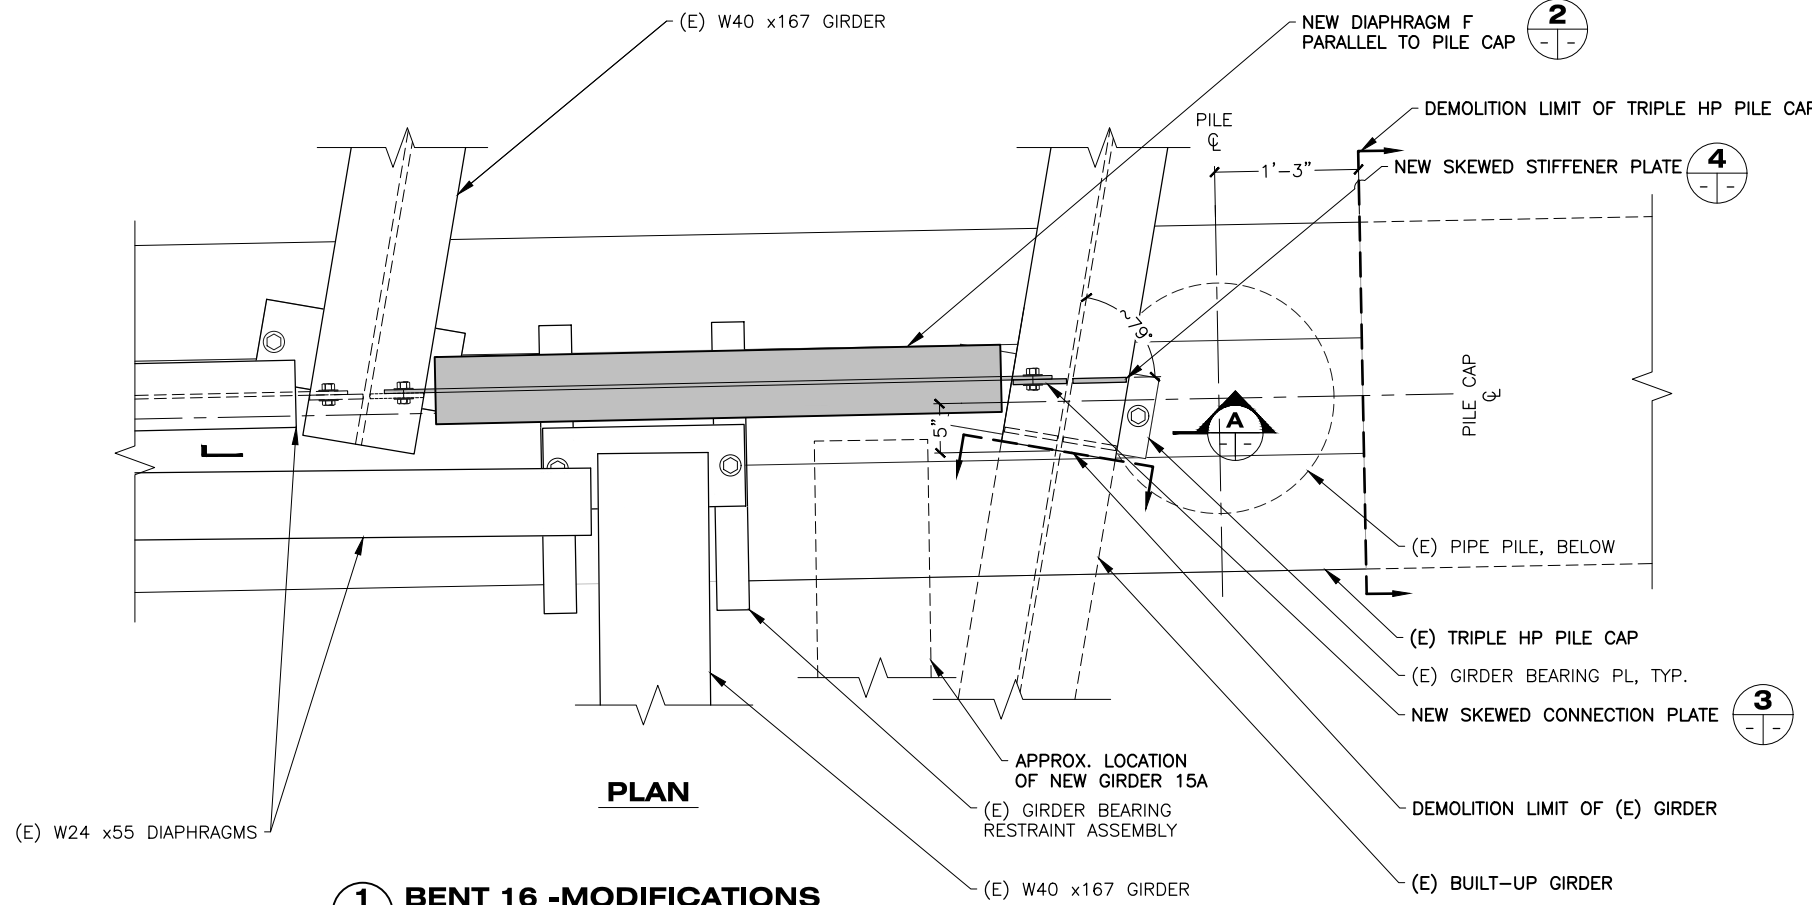 (E) W40 x167 GIRDER
NEW DIAPHRAGM F
PARALLEL TO PILE CAP
2
- -
DEMOLITION LIMIT OF TRIPLE HP PILE CAP
PILE
℄
1'-3"
NEW SKEWED STIFFENER PLATE
4
- -
~79°
PILE CAP
℄
A
- -
5"
(E) PIPE PILE, BELOW
(E) TRIPLE HP PILE CAP
(E) GIRDER BEARING PL, TYP.
NEW SKEWED CONNECTION PLATE
3
- -
APPROX. LOCATION
OF NEW GIRDER 15A
PLAN
(E) GIRDER BEARING
RESTRAINT ASSEMBLY
DEMOLITION LIMIT OF (E) GIRDER
(E) W24 x55 DIAPHRAGMS
(E) W40 x167 GIRDER
(E) BUILT-UP GIRDER
1
BENT 16 -MODIFICATIONS